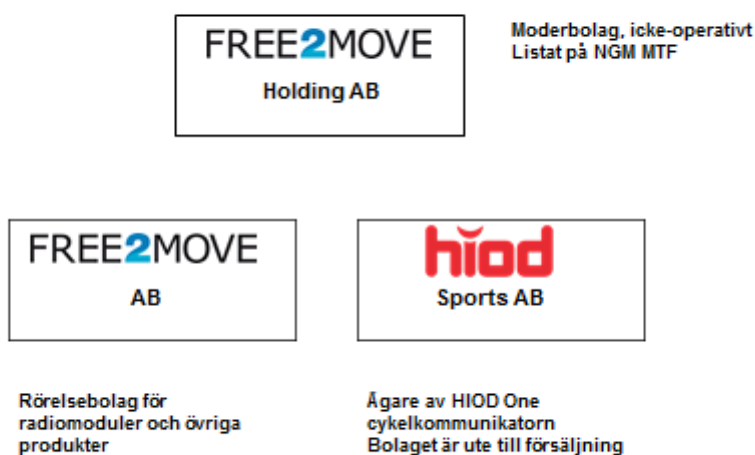 FREE2MOVE
Holding AB
Moderbolag, icke-operativt
Listat på NGM MTF
FREE2MOVE
AB
hiod
Sports AB
Rörelsebolag för
radiomoduler och övriga
produkter
Ägare av HIOD One
cykelkommunikatorn
Bolaget är ute till försäljning